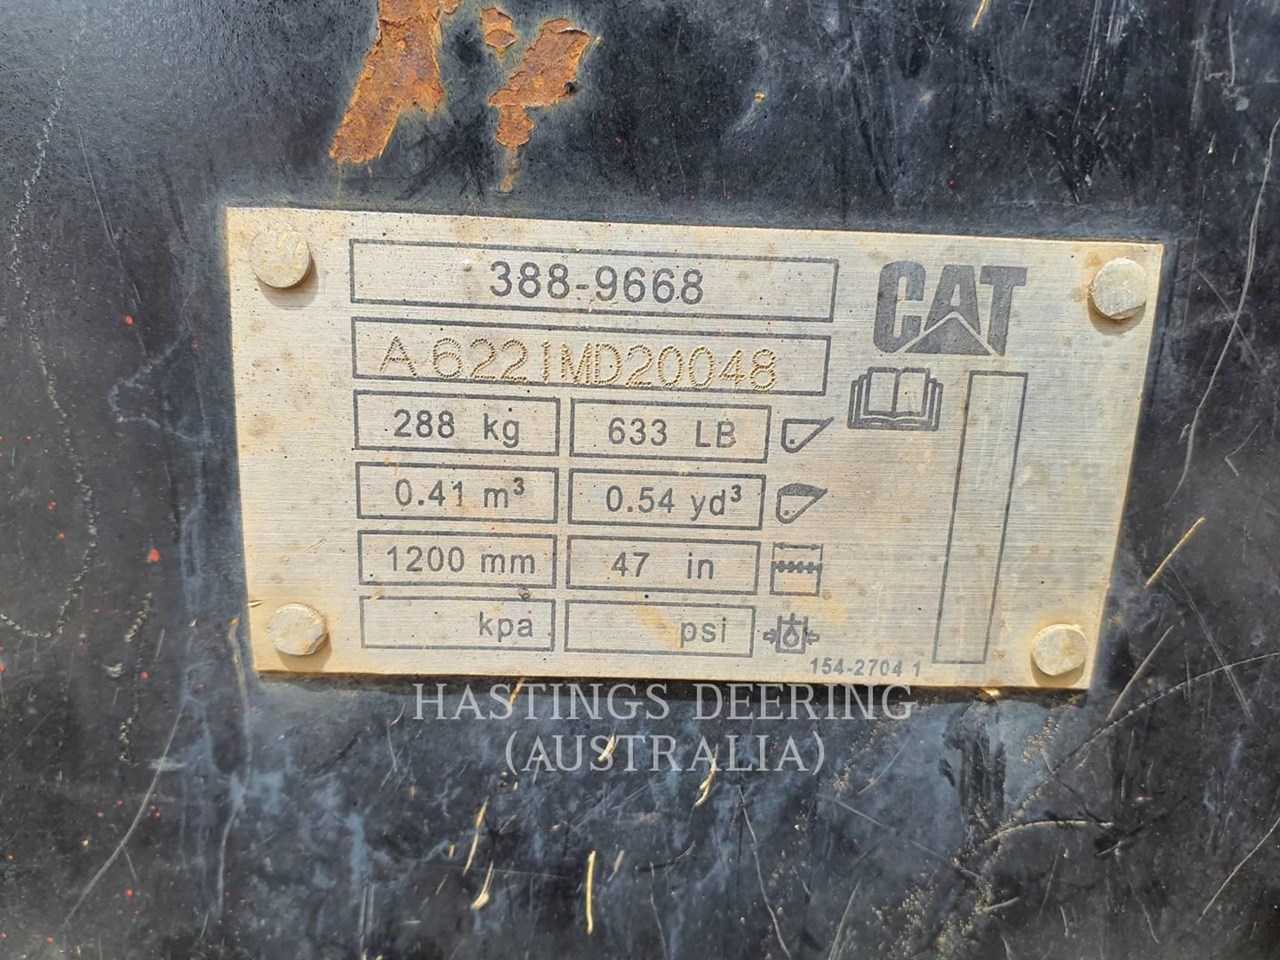 388-9668
CAT
A6221MD20048
288 kg 633 LB
0.41 m³ 0.54 yd³
1200 mm 47 in
kpa psi
154-2704 1
HASTINGS DEERING
(AUSTRALIA)